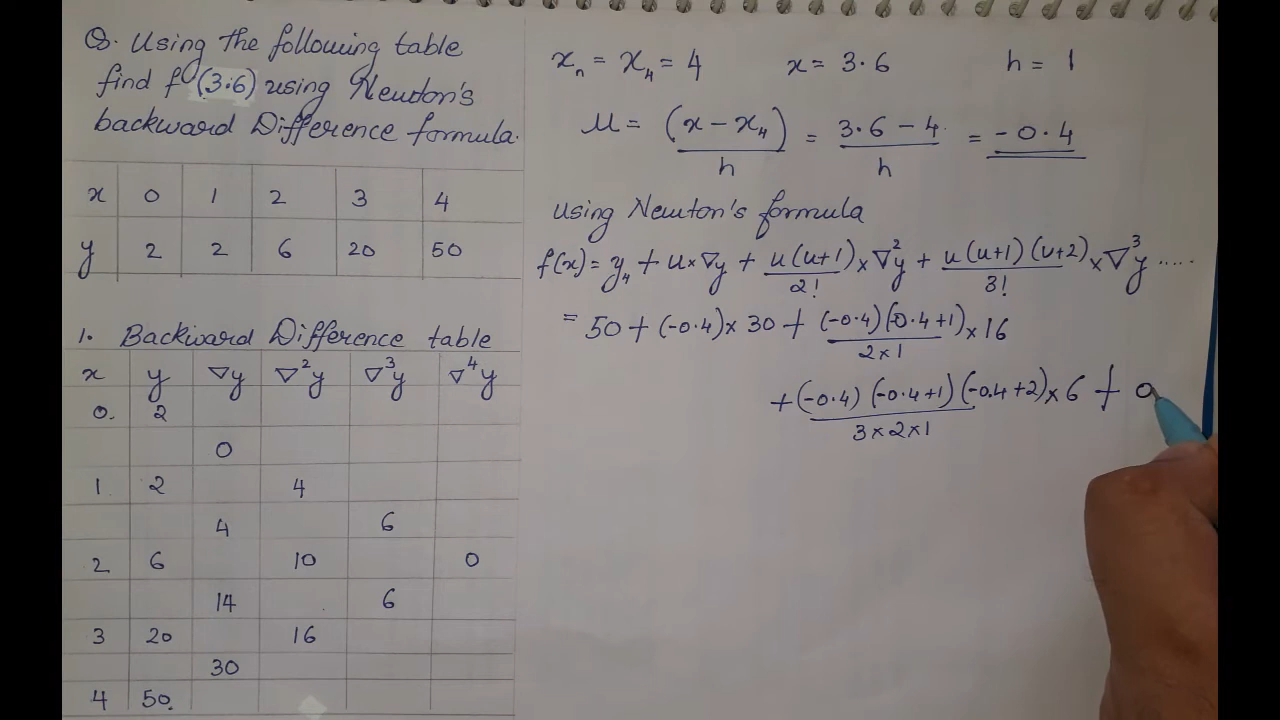 Q. Using the following table
find f (3.6) using Newton's
backward Difference formula.
x 0 1 2 3 4
y 2 2 6 20 50
1. Backward Difference table
x y ∇y ∇²y ∇³y ∇⁴y
0. 2
0
1 2 4
4 6
2 6 10 0
14 6
3 20 16
30
4 50.
xₙ = x₄ = 4 x = 3.6 h = 1
u = (x − x₄)/h = (3.6 − 4)/h = −0.4
using Newton's formula
f(x) = y₄ + u×∇y + u(u+1)/2! ×∇²y + u(u+1)(u+2)/3! ×∇³y .....
= 50 + (−0.4)×30 + (−0.4)(−0.4+1)/2×1 ×16
+ (−0.4)(−0.4+1)(−0.4+2)/3×2×1 ×6 + 0